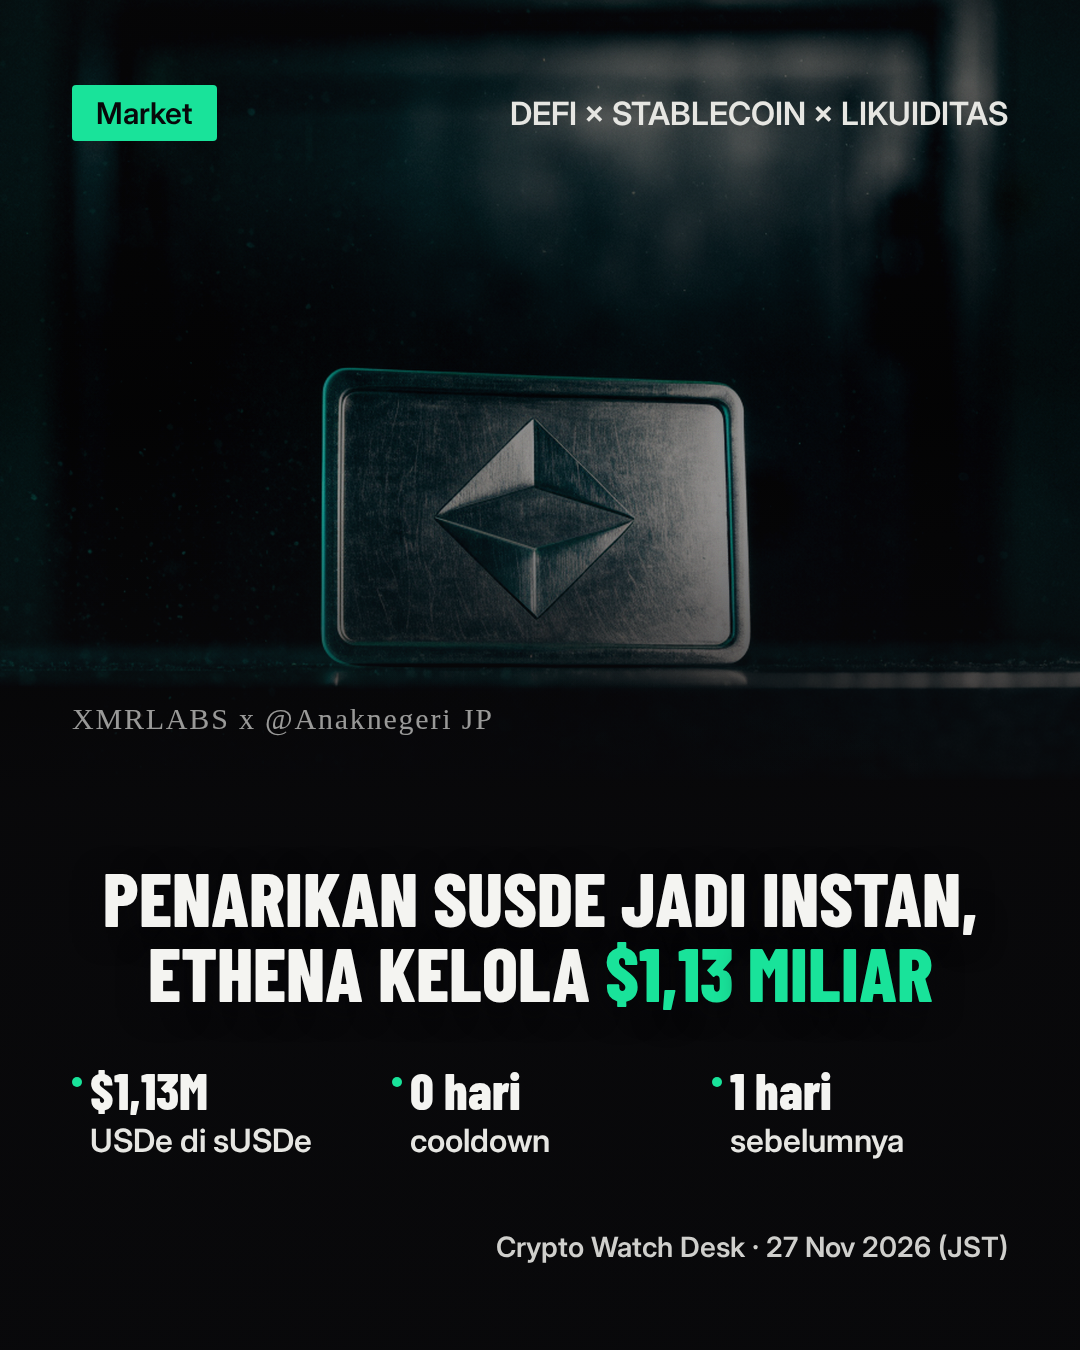 Market
DEFI × STABLECOIN × LIKUIDITAS
XMRLABS x @Anaknegeri JP
PENARIKAN SUSDE JADI INSTAN,
ETHENA KELOLA $1,13 MILIAR
$1,13M
USDe di sUSDe
0 hari
cooldown
1 hari
sebelumnya
Crypto Watch Desk · 27 Nov 2026 (JST)